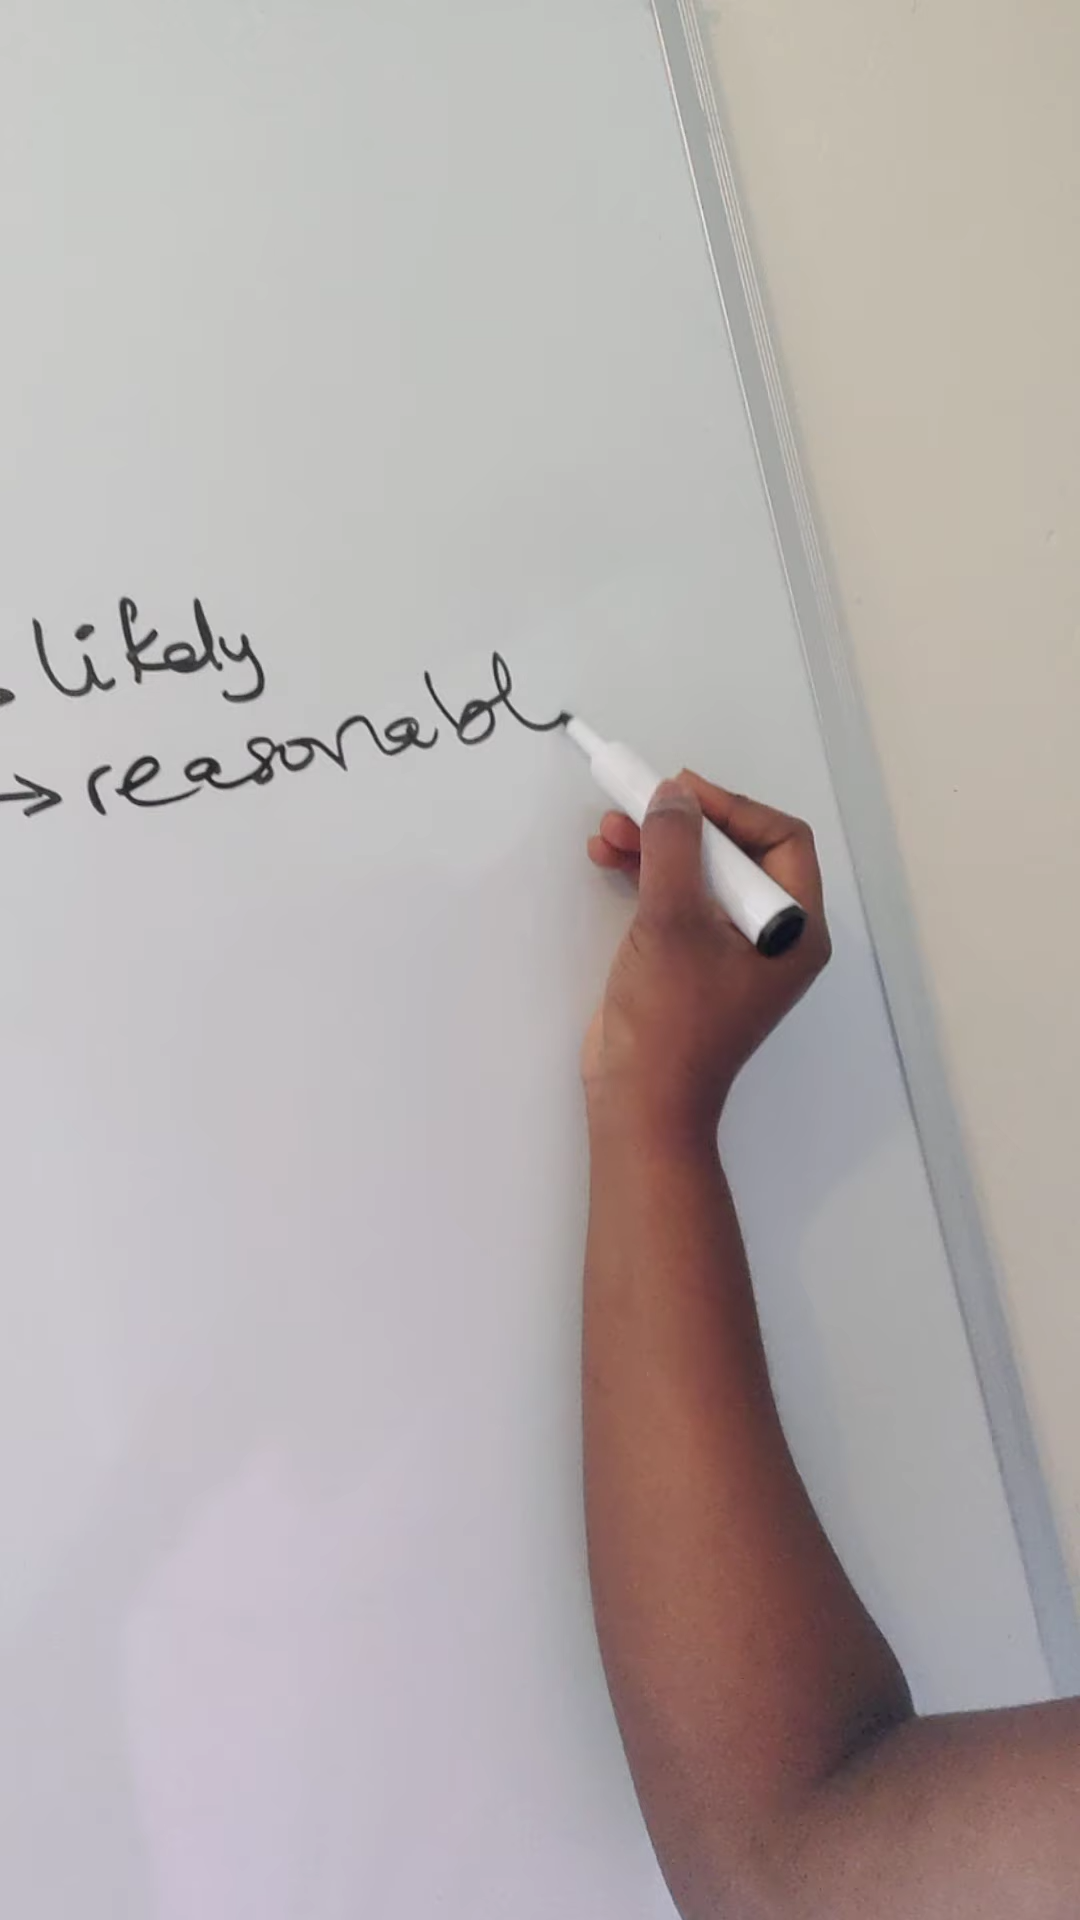 . likely
→ reasonabl